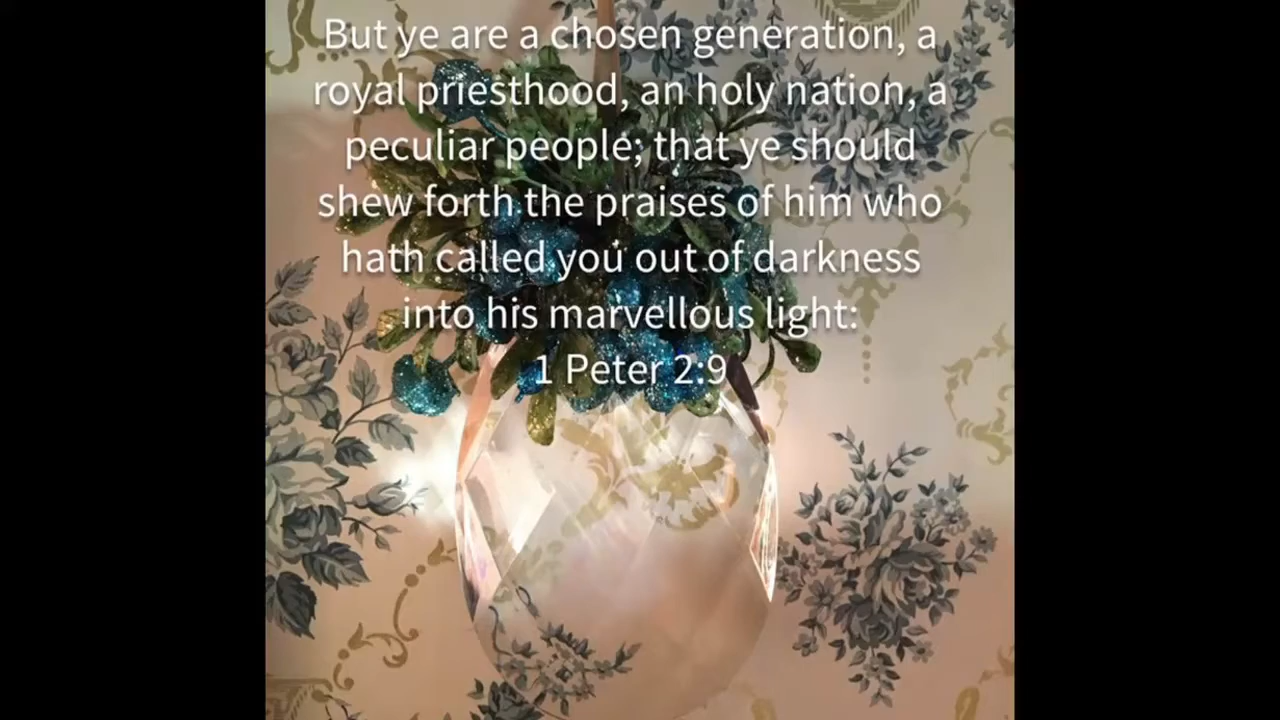 But ye are a chosen generation, a
royal priesthood, an holy nation, a
peculiar people; that ye should
shew forth the praises of him who
hath called you out of darkness
into his marvellous light:
1 Peter 2:9